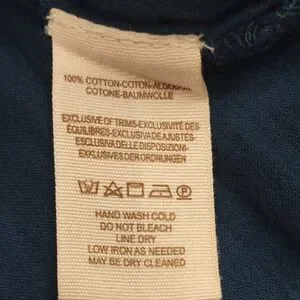 100% COTTON-COTON-ALGODON
COTONE-BAUMWOLLE
EXCLUSIVE OF TRIMS-EXCLUSIVITÉ DES
ÉQUILIBRES-EXCLUSIVA DE AJUSTES
ESCLUSIVA DELLE DISPOSIZIONI-
EXKLUSIVES DER ORDNUNGEN
HAND WASH COLD
DO NOT BLEACH
LINE DRY
LOW IRON AS NEEDED
MAY BE DRY CLEANED